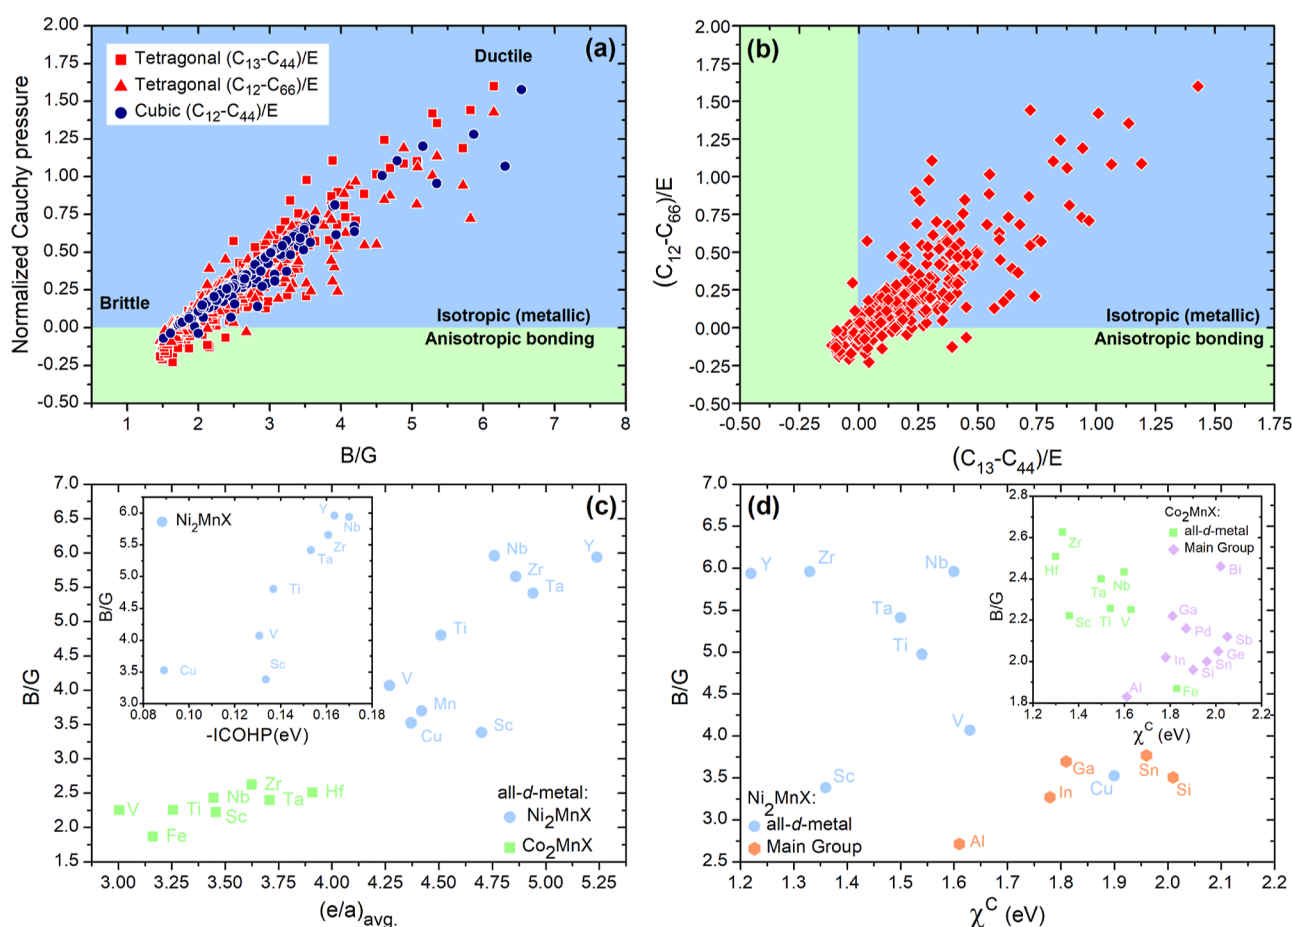 (a)
Tetragonal (C13-C44)/E
Tetragonal (C12-C66)/E
Cubic (C12-C44)/E
Ductile
Brittle
Isotropic (metallic)
Anisotropic bonding
Normalized Cauchy pressure
2.00
1.75
1.50
1.25
1.00
0.75
0.50
0.25
0.00
-0.25
-0.50
1 2 3 4 5 6 7 8
B/G
(b)
Isotropic (metallic)
Anisotropic bonding
(C12-C66)/E
2.00
1.75
1.50
1.25
1.00
0.75
0.50
0.25
0.00
-0.25
-0.50
-0.50 -0.25 0.00 0.25 0.50 0.75 1.00 1.25 1.50 1.75
(C13-C44)/E
(c)
B/G
7.0
6.5
6.0
5.5
5.0
4.5
4.0
3.5
3.0
2.5
2.0
1.5
Ni2MnX
B/G
6.0
5.5
5.0
4.5
4.0
3.5
3.0
Y
Nb
Zr
Ta
Ti
V
Sc
Cu
0.08 0.10 0.12 0.14 0.16 0.18
-ICOHP(eV)
Nb
Y
Zr
Ta
Ti
V
Mn
Cu
Sc
V
Fe
Ti
Nb
Sc
Zr
Ta
Hf
all-d-metal:
Ni2MnX
Co2MnX
3.00 3.25 3.50 3.75 4.00 4.25 4.50 4.75 5.00 5.25
(e/a)avg.
(d)
B/G
7.0
6.5
6.0
5.5
5.0
4.5
4.0
3.5
3.0
2.5
Y
Zr
Nb
Ta
Ti
V
Sc
Ga
In
Al
Cu
Sn
Si
Ni2MnX:
all-d-metal
Main Group
1.2 1.4 1.6 1.8 2.0 2.2
χC (eV)
Co2MnX:
all-d-metal
Main Group
B/G
2.8
2.6
2.4
2.2
2.0
1.8
Zr
Hf
Ta
Nb
Sc
Ti
V
Bi
Ga
Pd
Sb
Ge
In
Sn
Si
Al
Fe
1.2 1.4 1.6 1.8 2.0 2.2
χC (eV)